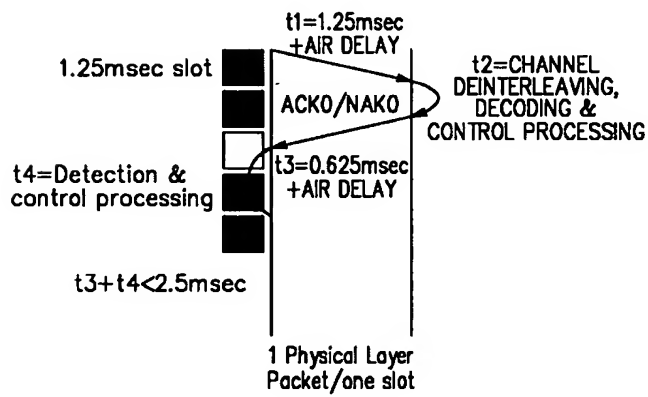 t1=1.25msec
+AIR DELAY
1.25msec slot
t2=CHANNEL
DEINTERLEAVING,
DECODING &
CONTROL PROCESSING
ACK0/NAK0
t4=Detection &
control processing
t3=0.625msec
+AIR DELAY
t3+t4<2.5msec
1 Physical Layer
Packet/one slot